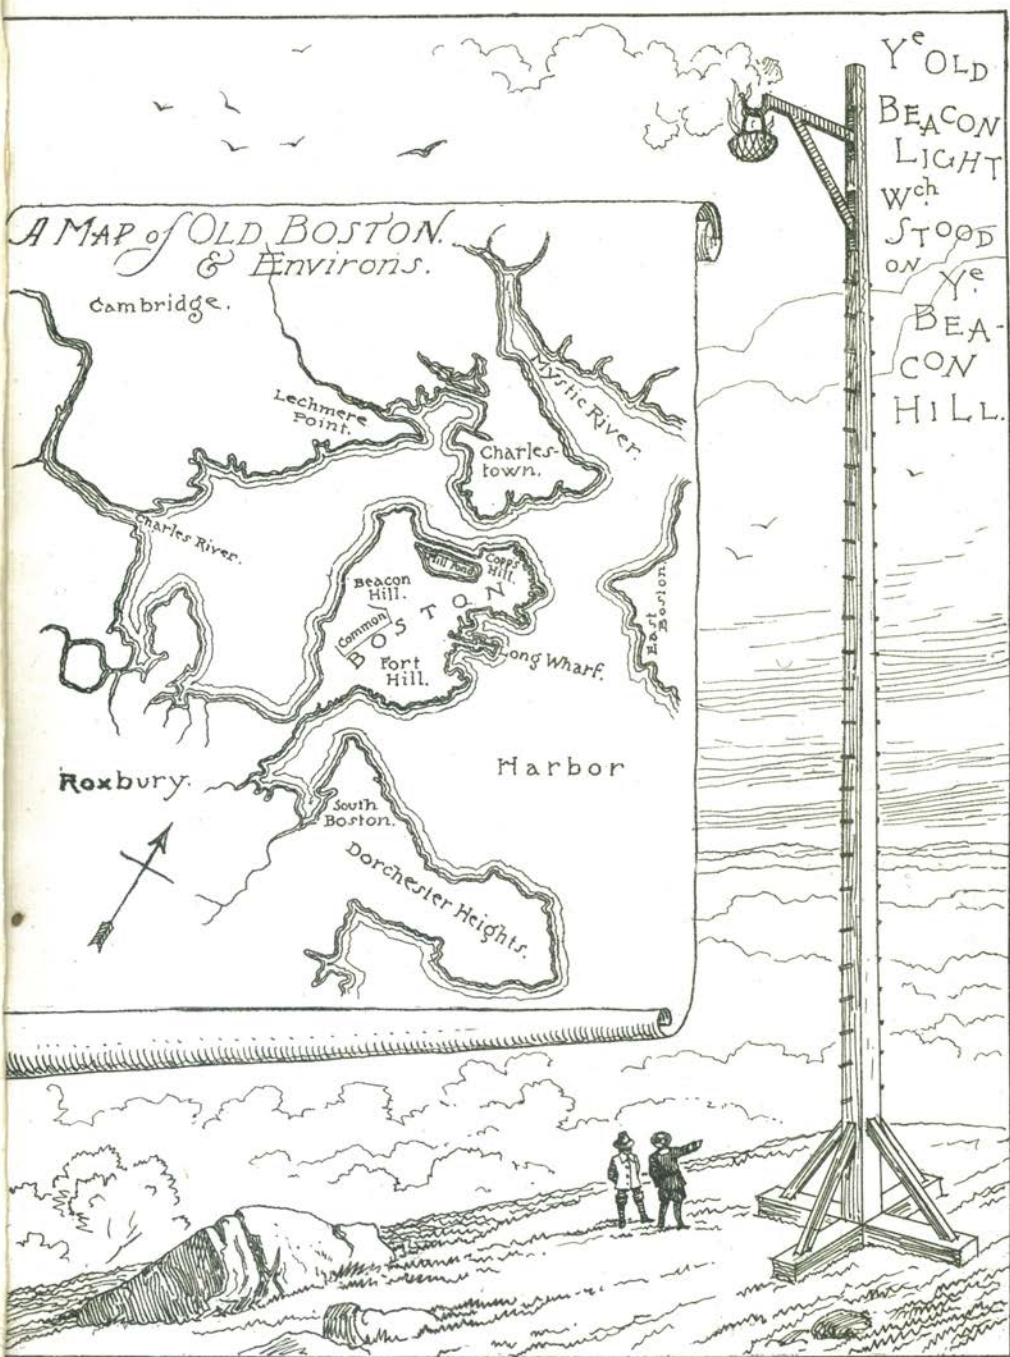 Ye OLD
BEACON
LIGHT
Wch
STOOD
ON Ye
BEA-
CON
HILL.
A MAP of OLD BOSTON.
& Environs.
Cambridge.
Lechmere
Point.
Mystic River.
Charles-
town.
Charles River.
Mill Pond
Copp's
Hill.
Beacon
Hill.
Common
BOSTON
Fort
Hill.
Long Wharf.
East
Boston.
Roxbury.
Harbor
South
Boston.
Dorchester Heights.